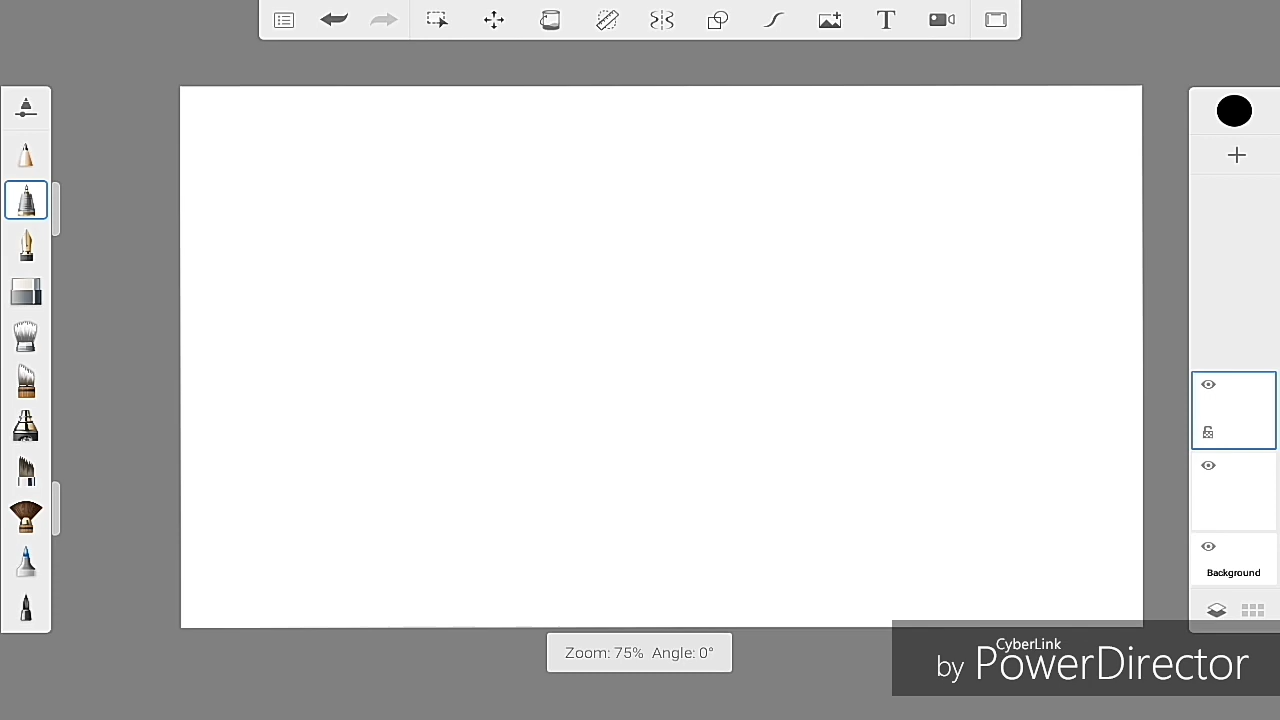 T
Background
Zoom: 75% Angle: 0°
CyberLink
by PowerDirector